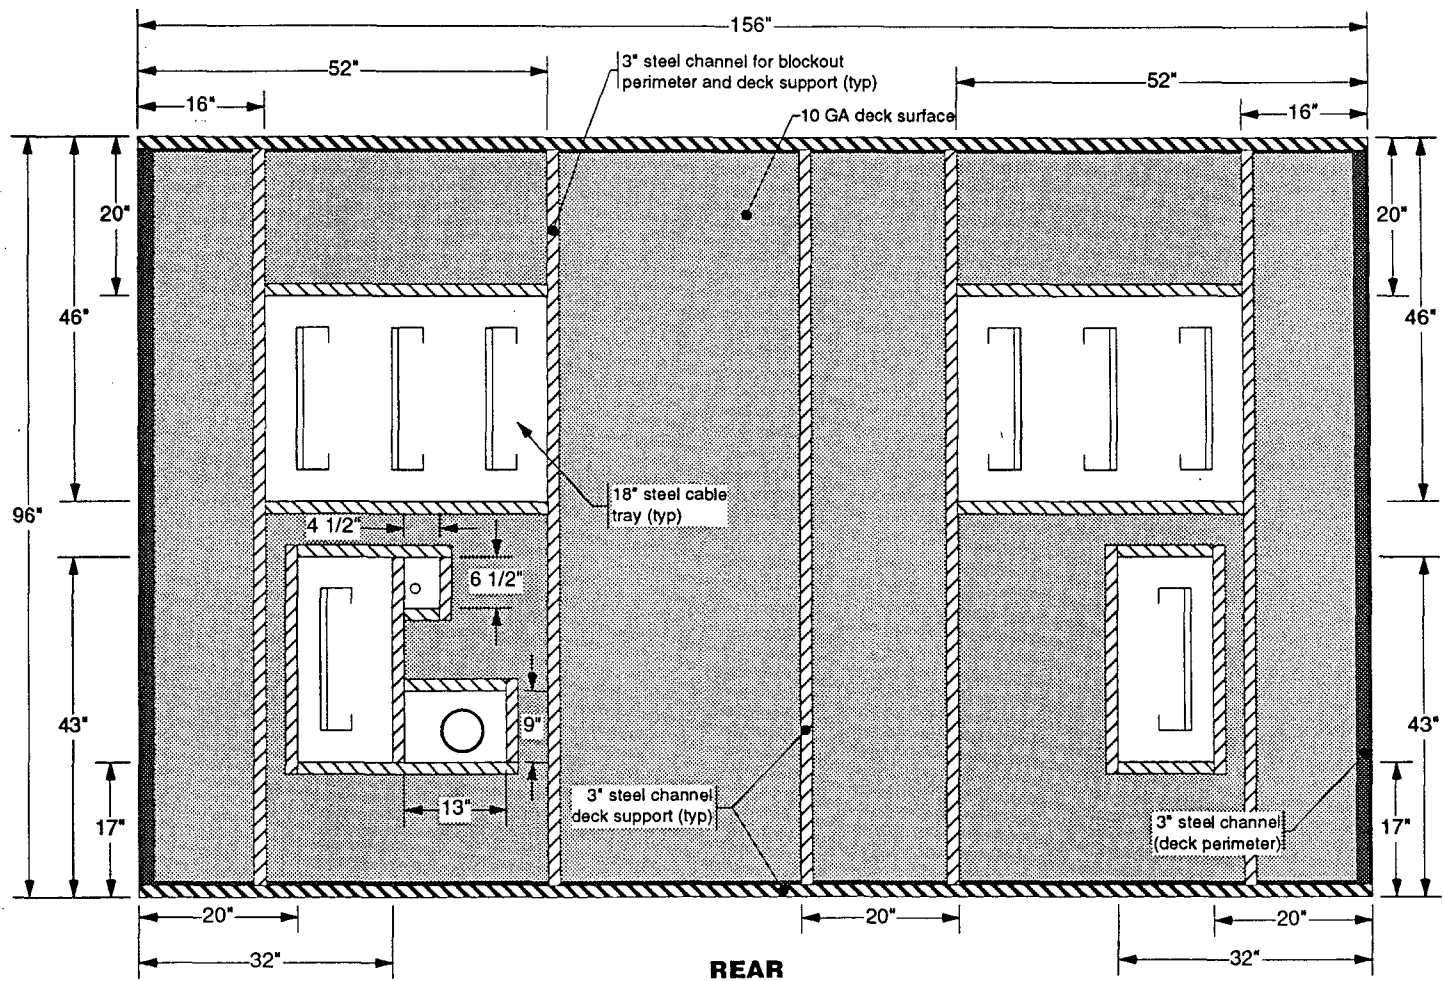 156"
52"
3" steel channel for blockout
perimeter and deck support (typ)
52"
16"
10 GA deck surface
16"
20"
20"
46"
46"
18" steel cable
tray (typ)
96"
4 1/2"
6 1/2"
43"
9"
43"
3" steel channel
deck support (typ)
13"
3" steel channel
(deck perimeter)
17"
17"
20"
20"
20"
32"
32"
REAR